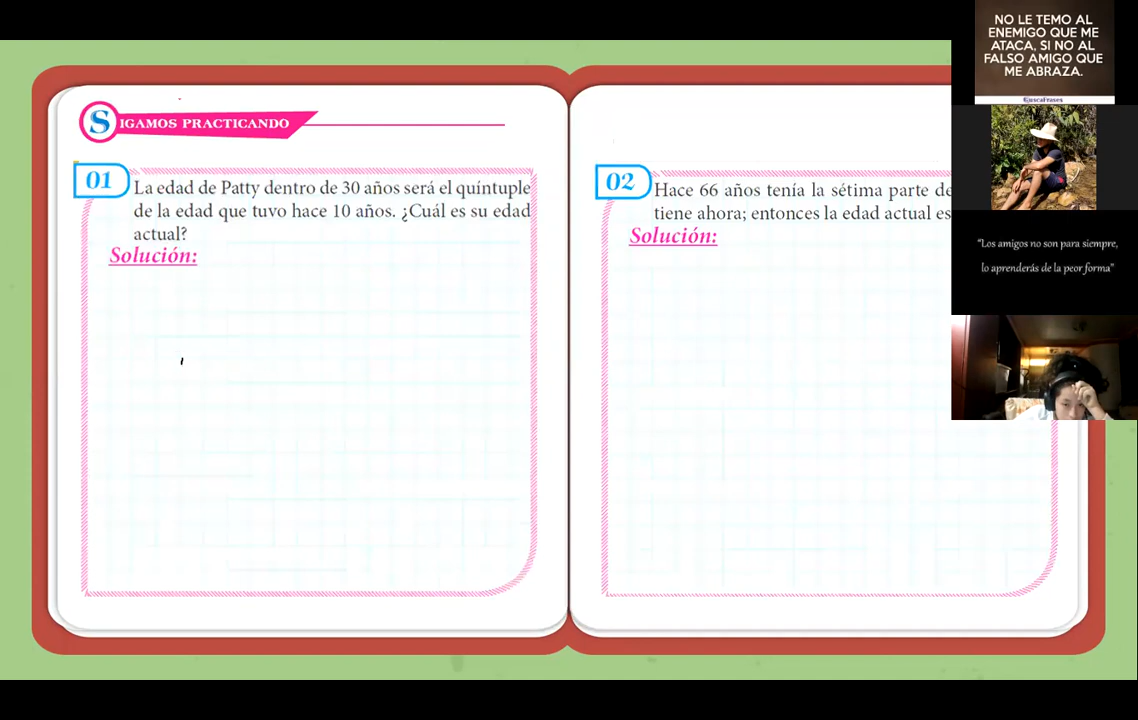 SIGAMOS PRACTICANDO
01
La edad de Patty dentro de 30 años será el quíntuple
de la edad que tuvo hace 10 años. ¿Cuál es su edad
actual?
Solución:
02
Hace 66 años tenía la sétima parte de
tiene ahora; entonces la edad actual es
Solución:
NO LE TEMO AL
ENEMIGO QUE ME
ATACA, SI NO AL
FALSO AMIGO QUE
ME ABRAZA.
BuscaFrases
“Los amigos no son para siempre,
lo aprenderás de la peor forma”